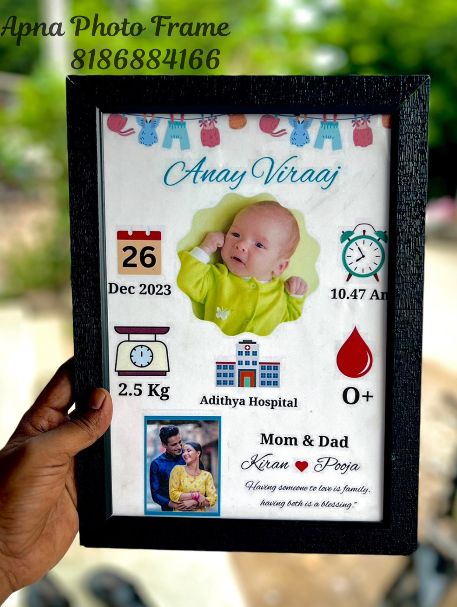 Apna Photo Frame
8186884166
Anay Viraaj
26
Dec 2023
10.47 Am
2.5 Kg
O+
Adithya Hospital
Mom & Dad
Kiran Pooja
Having someone to love is family,
having both is a blessing."